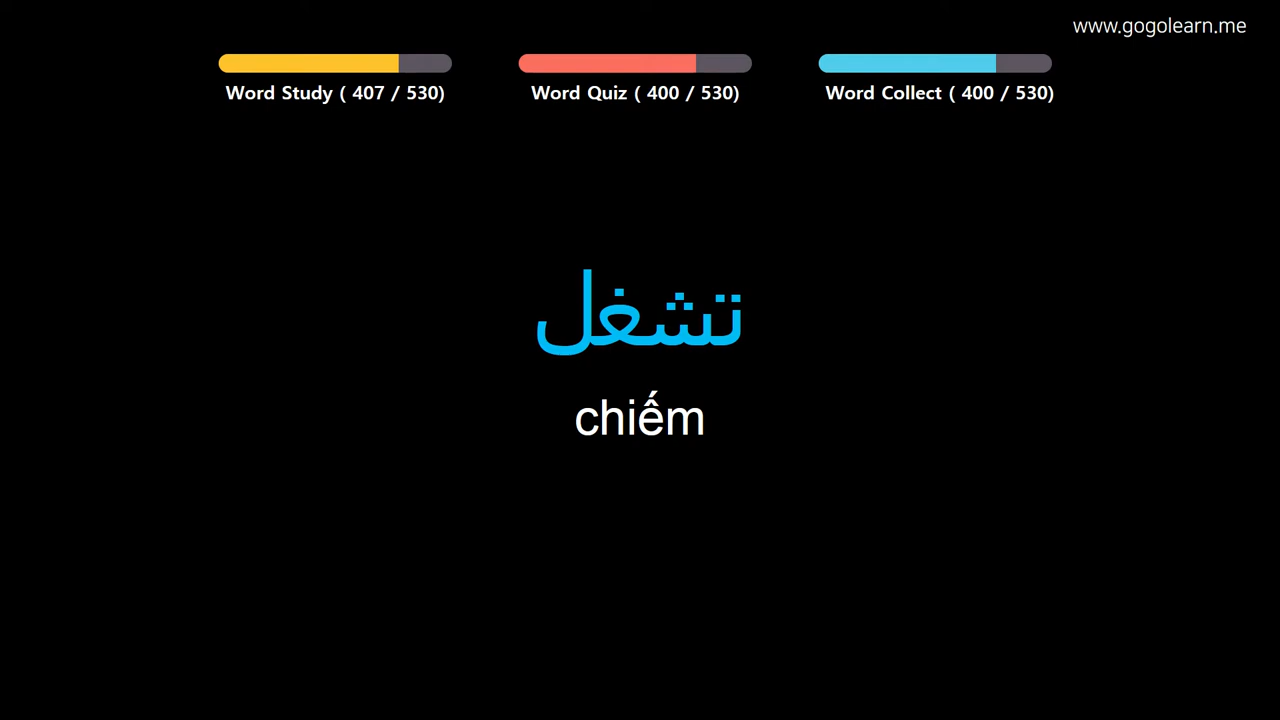 www.gogolearn.me
Word Study ( 407 / 530)
Word Quiz ( 400 / 530)
Word Collect ( 400 / 530)
تشغل
chiếm